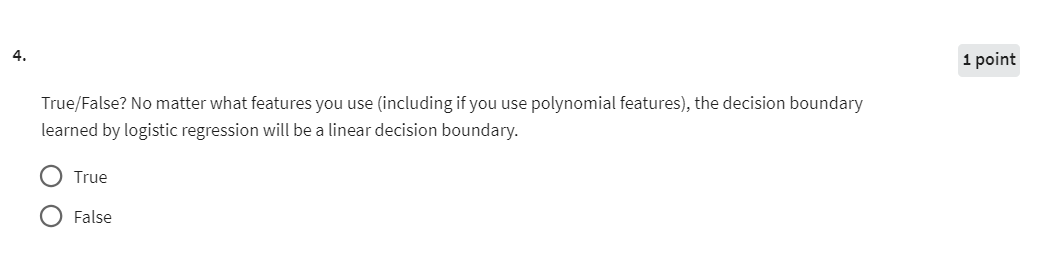 4.
1 point
True/False? No matter what features you use (including if you use polynomial features), the decision boundary
learned by logistic regression will be a linear decision boundary.
True
False